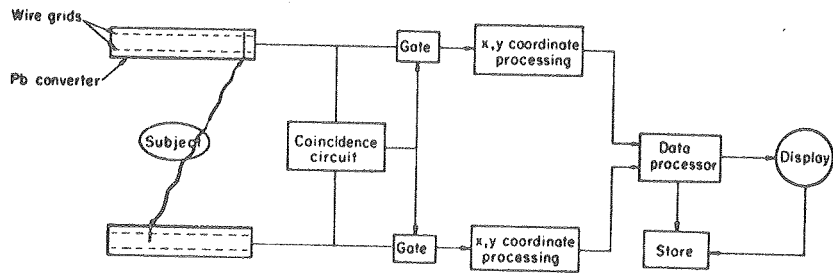 Wire grids
Pb converter
Subject
Gate
x,y coordinate
processing
Coincidence
circuit
Data
processor
Display
Gate
x,y coordinate
processing
Store